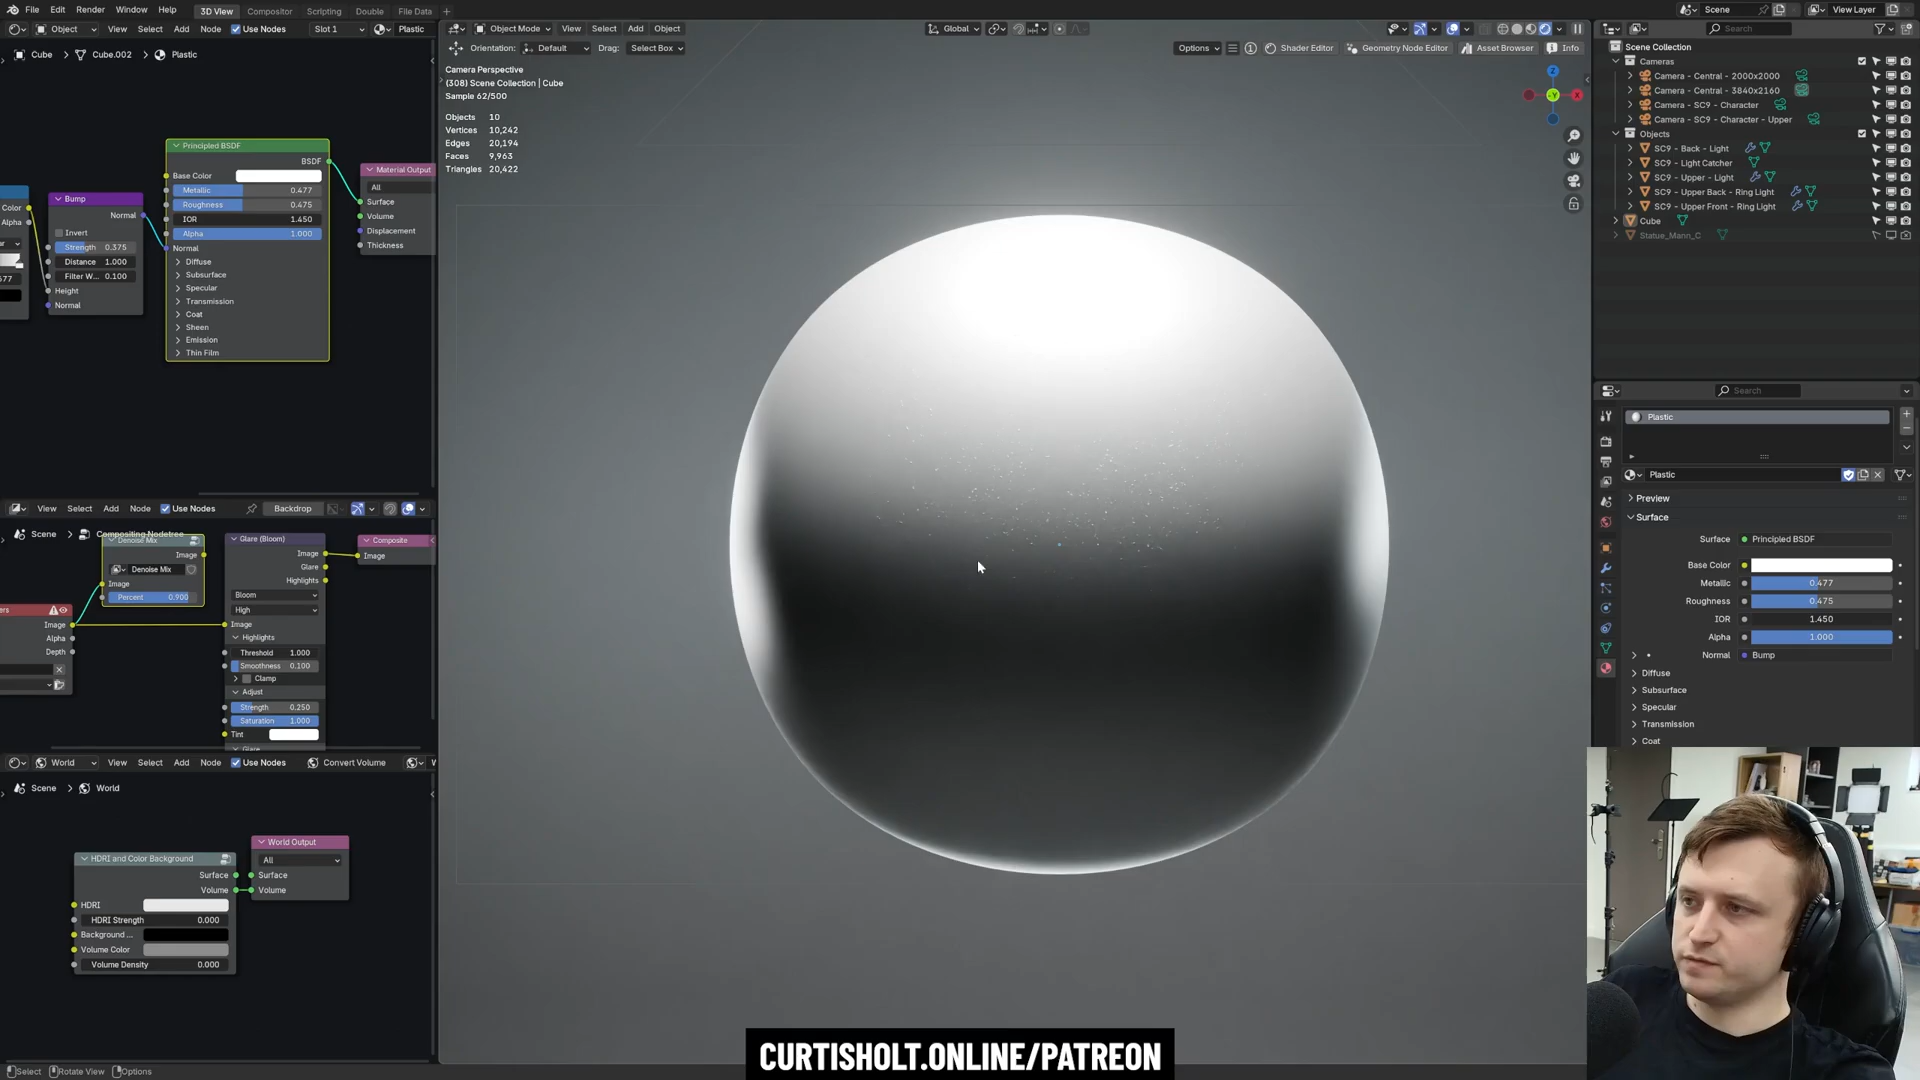 File Edit Render Window Help 3D View Compositor Scripting Double File Data + Scene View Layer
Object View Select Add Node Use Nodes Slot 1 Plastic
Cube > Cube.002 > Plastic
Principled BSDF
BSDF
Base Color
Metallic 0.477
Roughness 0.475
IOR 1.450
Alpha 1.000
Normal
Diffuse
Subsurface
Specular
Transmission
Coat
Sheen
Emission
Thin Film
Material Output
All
Surface
Volume
Displacement
Thickness
Color
Alpha
Bump
Normal
Invert
Strength 0.375
Distance 1.000
Filter W... 0.100
Height
Normal
View Select Add Node Use Nodes Backdrop
Scene > Compositing Nodetree
Denoise Mix
Image
Denoise Mix
Image
Percent 0.900
Image
Alpha
Depth
Glare (Bloom)
Image
Glare
Highlights
Bloom
High
Image
Highlights
Threshold 1.000
Smoothness 0.100
Clamp
Adjust
Strength 0.250
Saturation 1.000
Tint
Glare
Composite
Image
World View Select Add Node Use Nodes Convert Volume
Scene > World
HDRI and Color Background
Surface
Volume
HDRI
HDRI Strength 0.000
Background ...
Volume Color
Volume Density 0.000
World Output
All
Surface
Volume
Select Rotate View Options
Object Mode View Select Add Object Global
Orientation: Default Drag: Select Box Options Shader Editor Geometry Node Editor Asset Browser Info
Camera Perspective
(308) Scene Collection | Cube
Sample 62/500
Objects 10
Vertices 10,242
Edges 20,194
Faces 9,963
Triangles 20,422
Z
Y
X
Search
Scene Collection
Cameras
Camera - Central - 2000x2000
Camera - Central - 3840x2160
Camera - SC9 - Character
Camera - SC9 - Character - Upper
Objects
SC9 - Back - Light
SC9 - Light Catcher
SC9 - Upper - Light
SC9 - Upper Back - Ring Light
SC9 - Upper Front - Ring Light
Cube
Statue_Mann_C
Search
Plastic
Plastic
Preview
Surface
Surface Principled BSDF
Base Color
Metallic 0.477
Roughness 0.475
IOR 1.450
Alpha 1.000
Normal Bump
Diffuse
Subsurface
Specular
Transmission
Coat
CURTISHOLT.ONLINE/PATREON